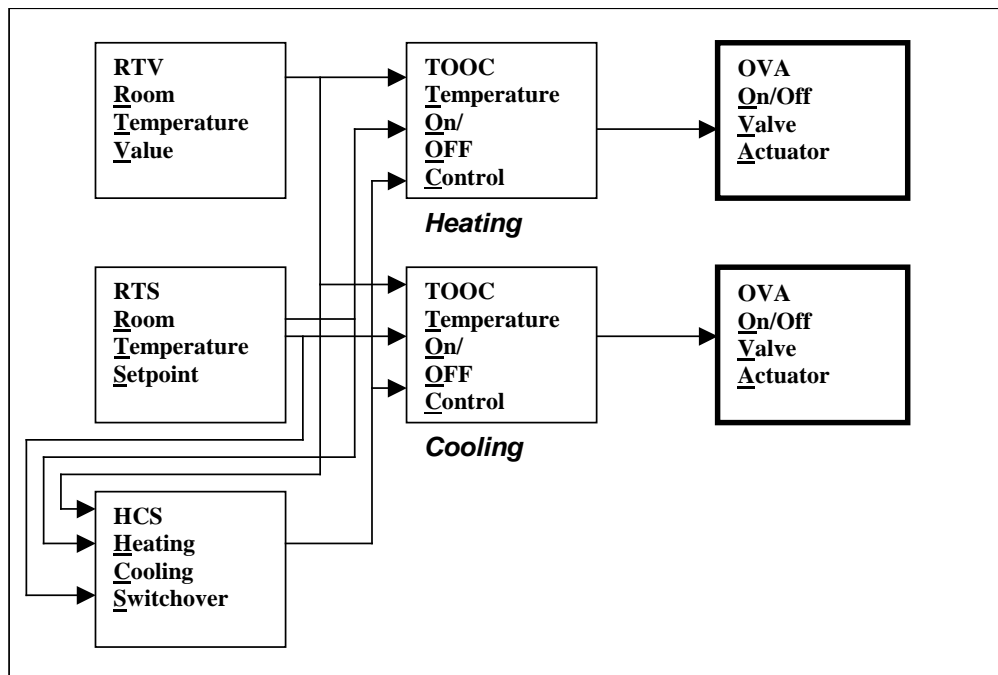 RTV
Room
Temperature
Value
TOOC
Temperature
On/
OFF
Control
Heating
OVA
On/Off
Valve
Actuator
RTS
Room
Temperature
Setpoint
TOOC
Temperature
On/
OFF
Control
Cooling
OVA
On/Off
Valve
Actuator
HCS
Heating
Cooling
Switchover